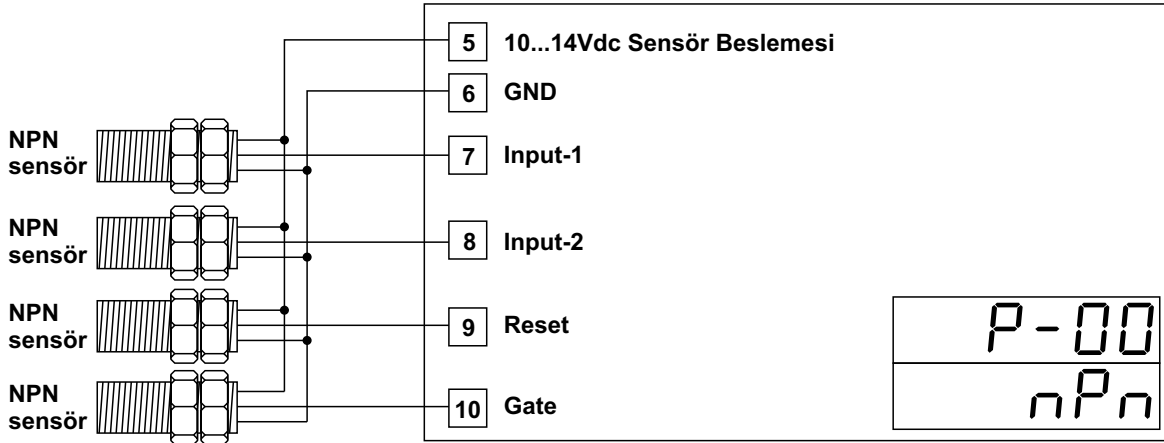 5 10...14Vdc Sensör Beslemesi
6 GND
NPN
sensör
7 Input-1
NPN
sensör
8 Input-2
NPN
sensör
9 Reset
P-00
nPn
NPN
sensör
10 Gate